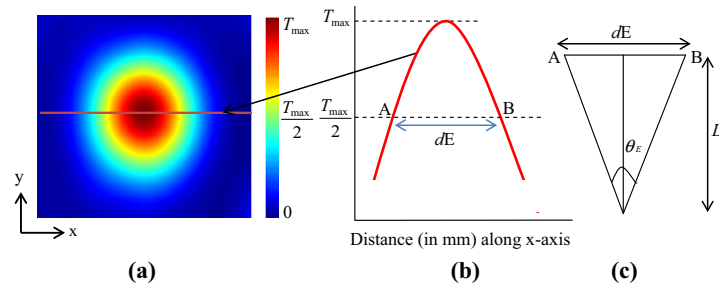 T_max
T_max/2
0
y
x
(a)
T_max
T_max/2
A
B
dE
Distance (in mm) along x-axis
(b)
dE
A
B
θ_E
(c)